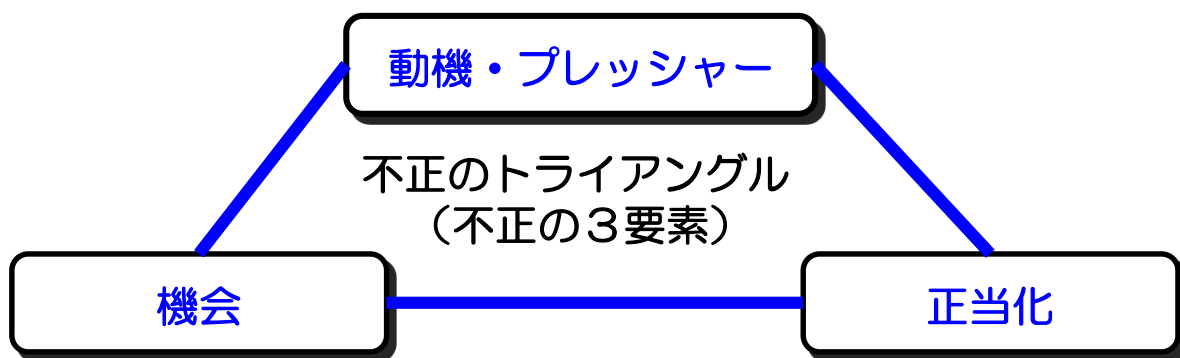 動機・プレッシャー
不正のトライアングル
（不正の３要素）
機会
正当化